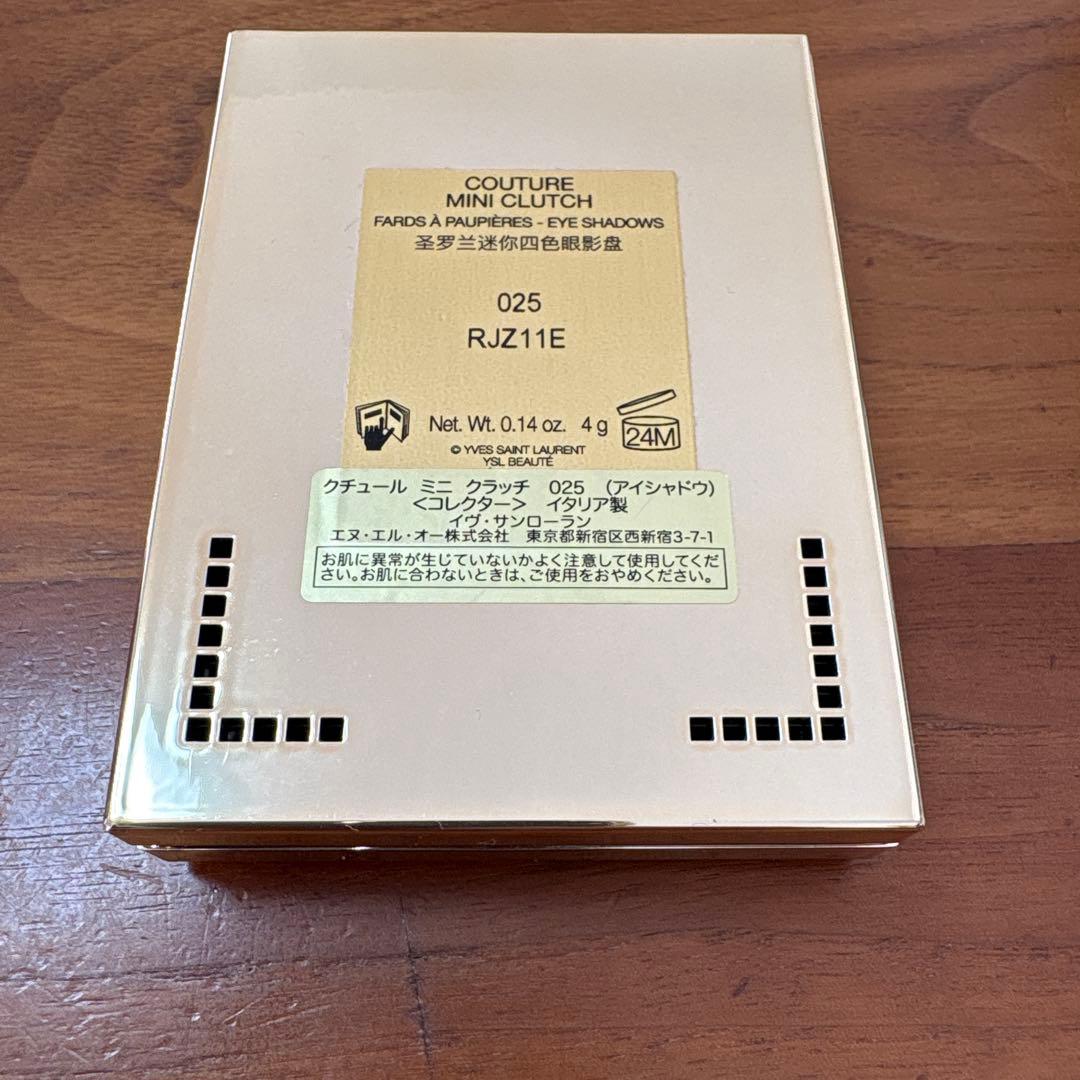 COUTURE
MINI CLUTCH
FARDS À PAUPIÈRES - EYE SHADOWS
圣罗兰迷你四色眼影盘
025
RJZ11E
Net. Wt. 0.14 oz. 4 g
24M
© YVES SAINT LAURENT
YSL BEAUTÉ
クチュール ミニ クラッチ 025 (アイシャドウ)
<コレクター> イタリア製
イヴ・サンローラン
エヌ・エル・オー株式会社 東京都新宿区西新宿3-7-1
お肌に異常が生じていないかよく注意して使用してくだ
さい。お肌に合わないときは、ご使用をおやめください。